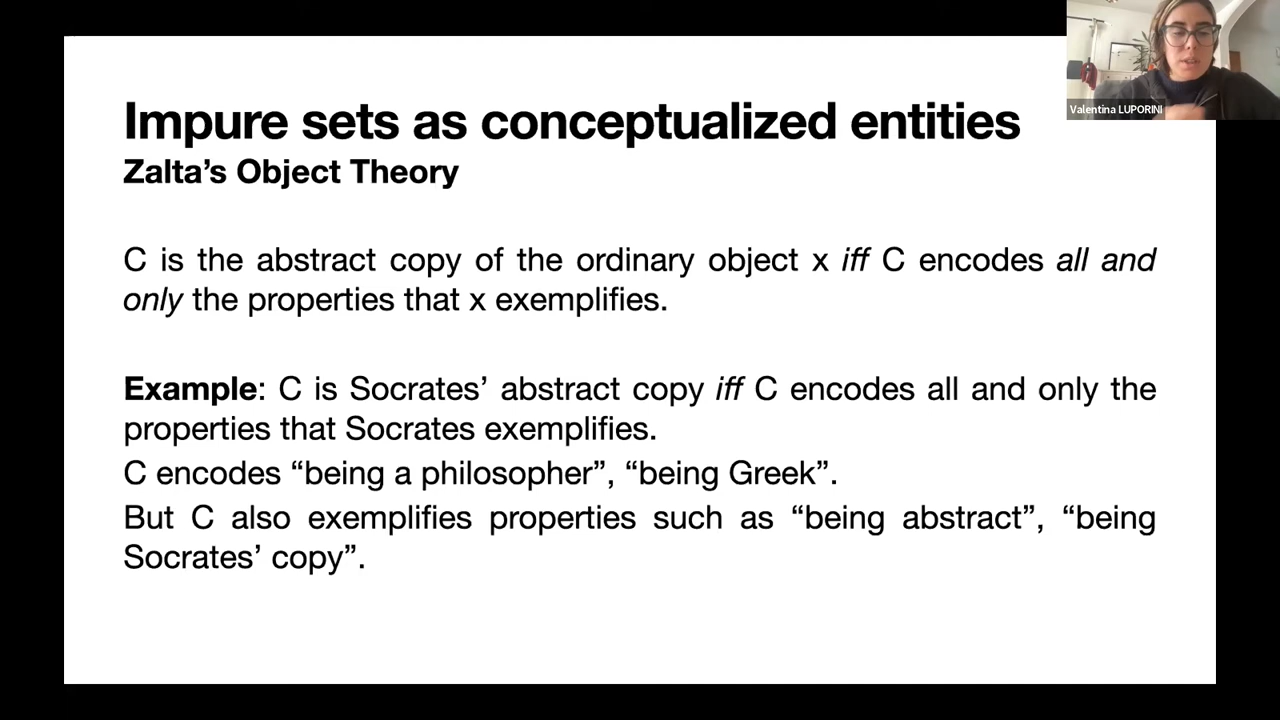 Impure sets as conceptualized entities
Zalta’s Object Theory
C is the abstract copy of the ordinary object x iff C encodes all and
only the properties that x exemplifies.
Example: C is Socrates’ abstract copy iff C encodes all and only the
properties that Socrates exemplifies.
C encodes “being a philosopher”, “being Greek”.
But C also exemplifies properties such as “being abstract”, “being
Socrates’ copy”.
Valentina LUPORINI